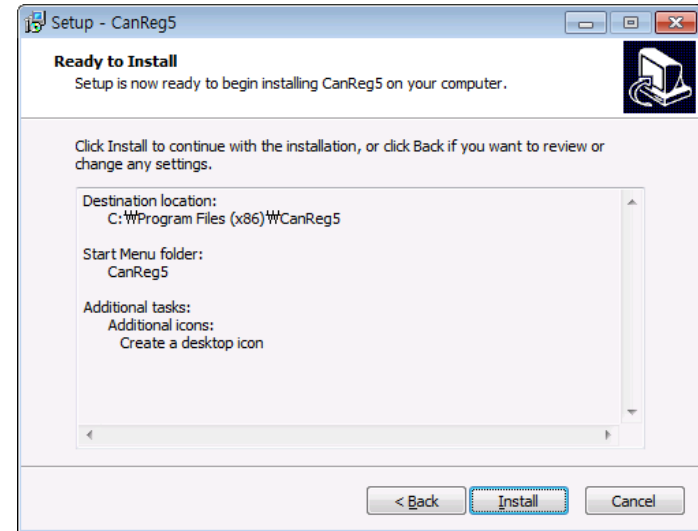 Setup - CanReg5
Ready to Install
Setup is now ready to begin installing CanReg5 on your computer.
Click Install to continue with the installation, or click Back if you want to review or
change any settings.
Destination location:
C:₩Program Files (x86)₩CanReg5
Start Menu folder:
CanReg5
Additional tasks:
Additional icons:
Create a desktop icon
< Back
Install
Cancel